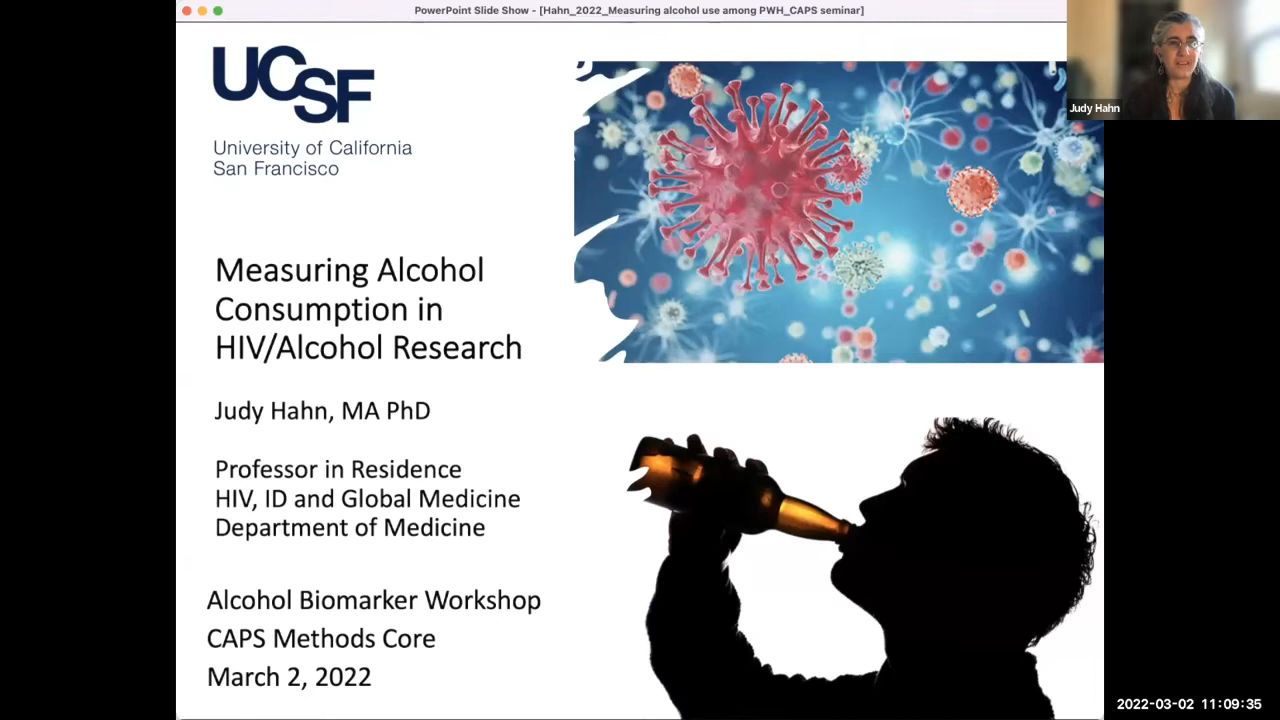 PowerPoint Slide Show - [Hahn_2022_Measuring alcohol use among PWH_CAPS seminar]
UCSF
University of California
San Francisco
Judy Hahn
Measuring Alcohol
Consumption in
HIV/Alcohol Research
Judy Hahn, MA PhD
Professor in Residence
HIV, ID and Global Medicine
Department of Medicine
Alcohol Biomarker Workshop
CAPS Methods Core
March 2, 2022
2022-03-02 11:09:35